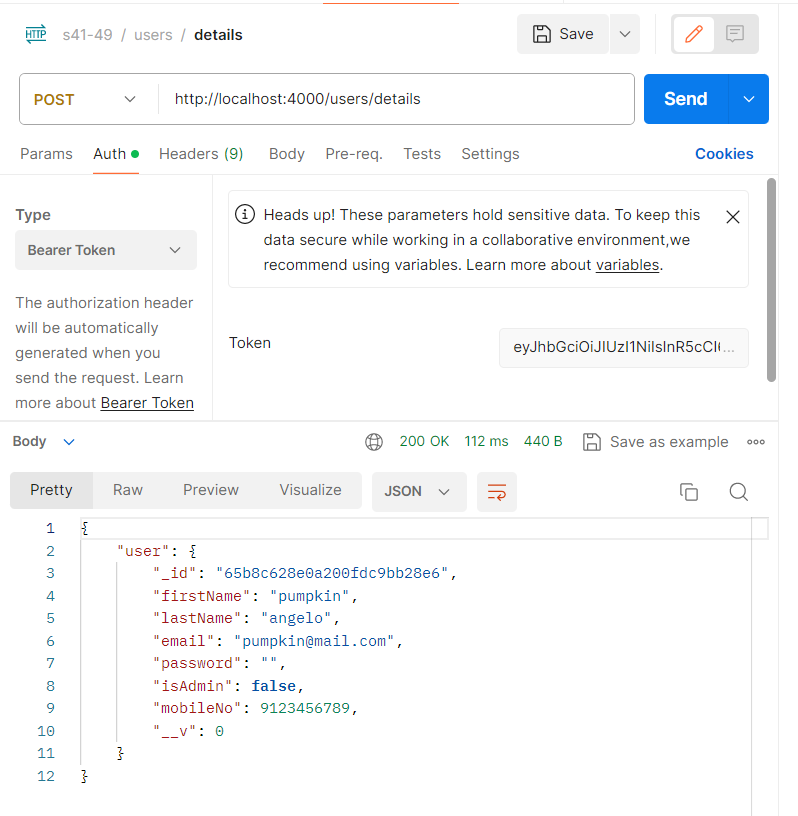 HTTP s41-49 / users / details Save
POST http://localhost:4000/users/details Send
Params Auth Headers (9) Body Pre-req. Tests Settings Cookies
Type
Bearer Token
The authorization header
will be automatically
generated when you
send the request. Learn
more about Bearer Token
Heads up! These parameters hold sensitive data. To keep this
data secure while working in a collaborative environment,we
recommend using variables. Learn more about variables.
Token eyJhbGciOiJIUzI1NiIsInR5cCI6...
Body 200 OK 112 ms 440 B Save as example
Pretty Raw Preview Visualize JSON
1 {
2 "user": {
3 "_id": "65b8c628e0a200fdc9bb28e6",
4 "firstName": "pumpkin",
5 "lastName": "angelo",
6 "email": "pumpkin@mail.com",
7 "password": "",
8 "isAdmin": false,
9 "mobileNo": 9123456789,
10 "__v": 0
11 }
12 }